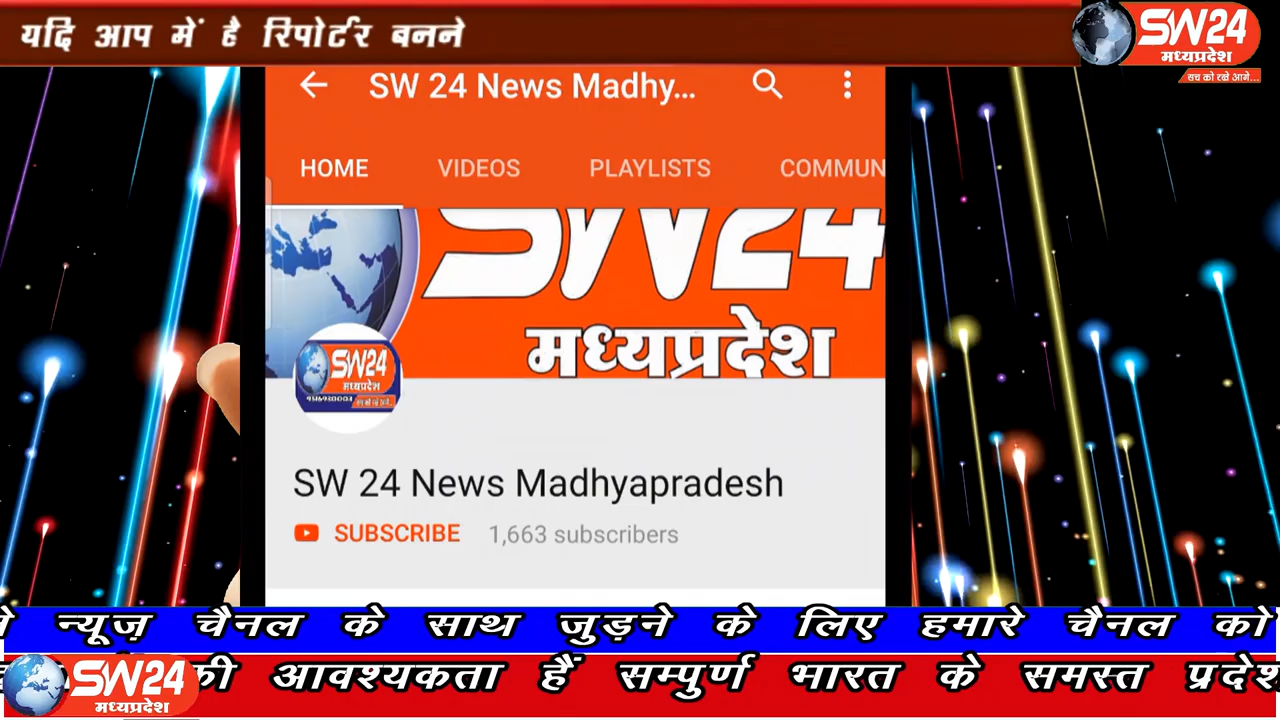 यदि आप में है रिपोर्टर बनने
SW24
मध्यप्रदेश
सच को रखे आगे...
SW 24 News Madhy...
HOME VIDEOS PLAYLISTS COMMUN
SW24
मध्यप्रदेश
SW24
मध्यप्रदेश
SW 24 News Madhyapradesh
SUBSCRIBE 1,663 subscribers
न्यूज़ चैनल के साथ जुड़ने के लिए हमारे चैनल को
की आवश्यकता हैं सम्पुर्ण भारत के समस्त प्रदेश
SW24
मध्यप्रदेश